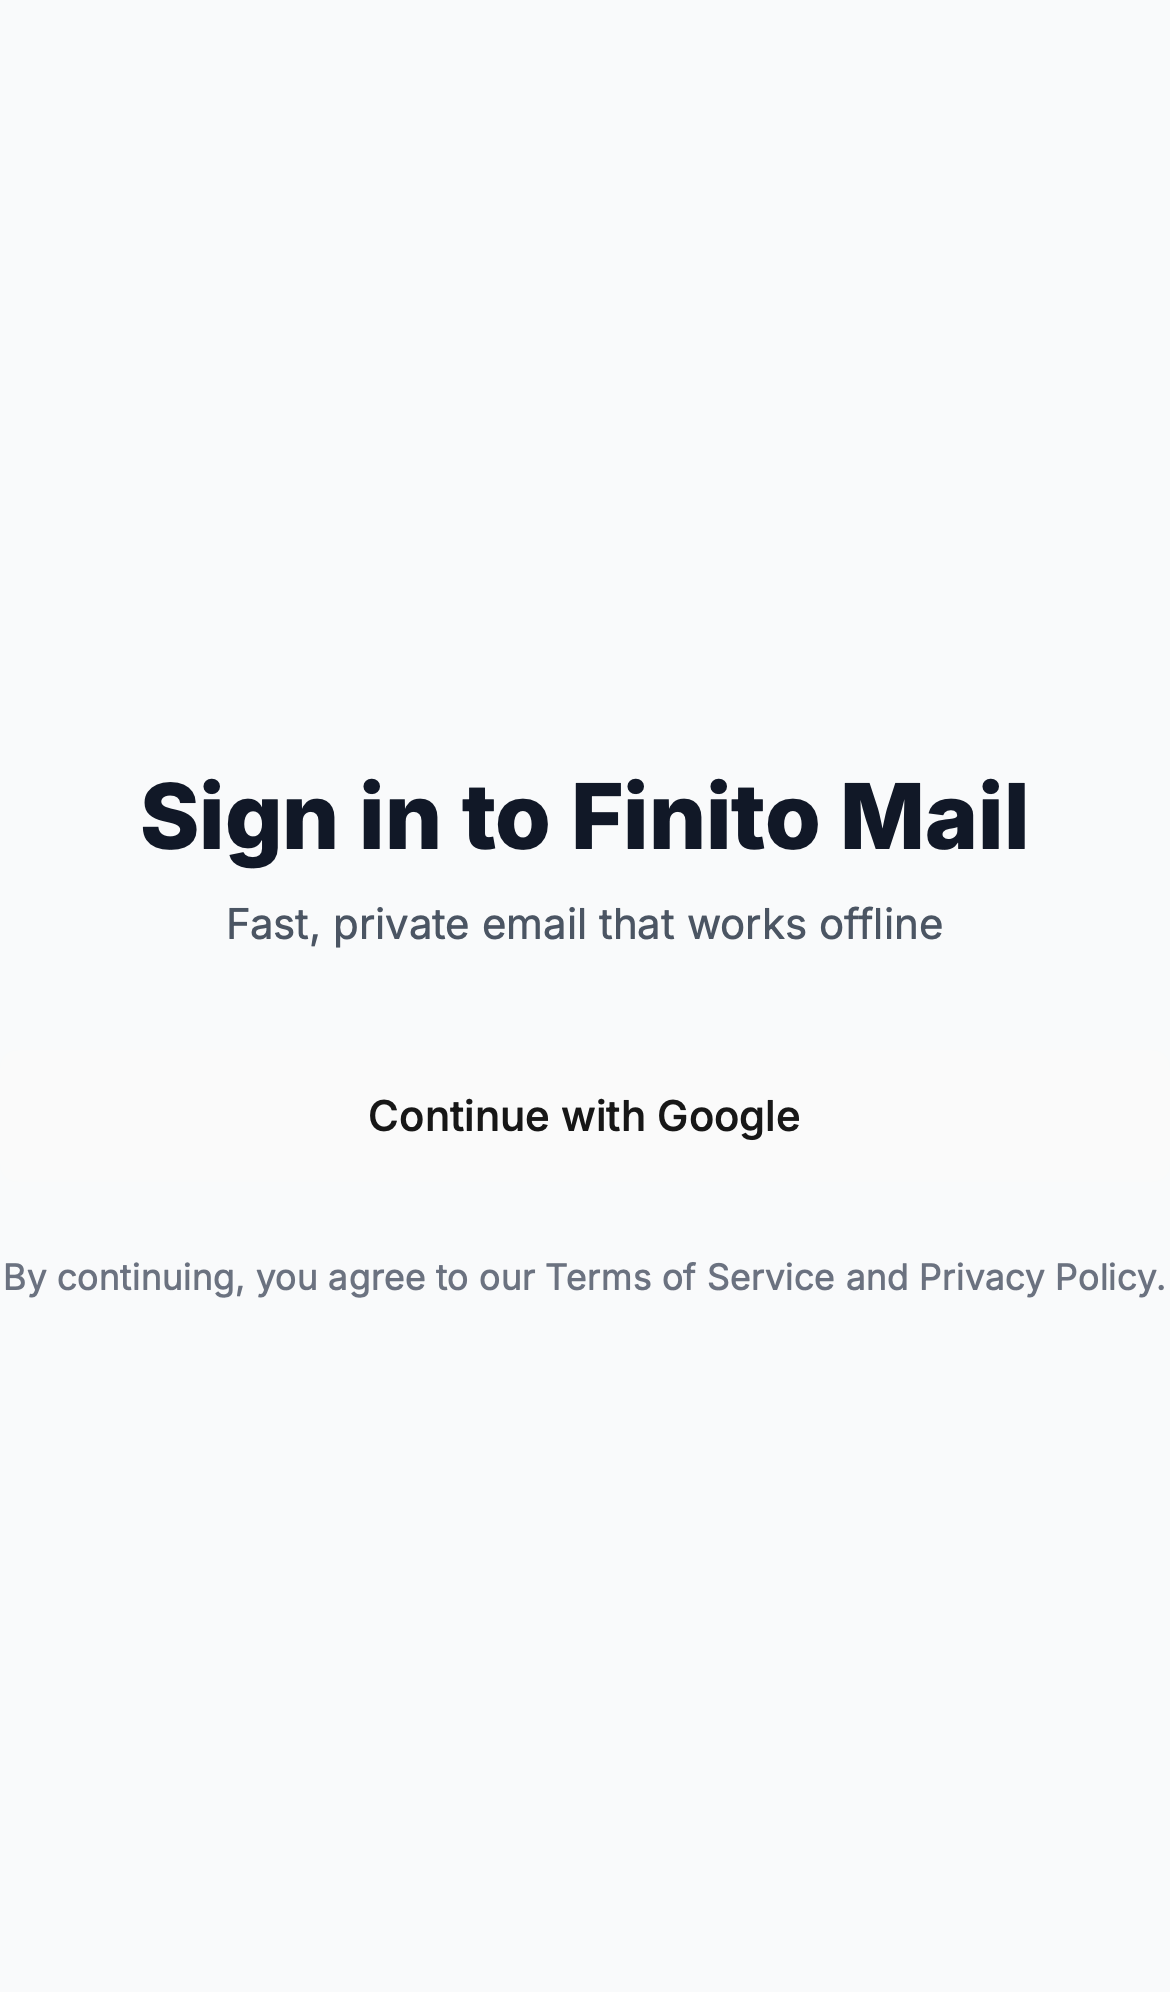 Sign in to Finito Mail
Fast, private email that works offline
Continue with Google
By continuing, you agree to our Terms of Service and Privacy Policy.